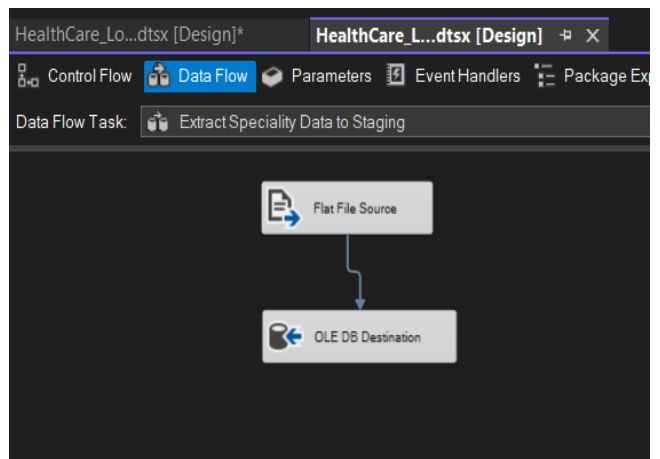 HealthCare_Lo...dtsx [Design]* HealthCare_L...dtsx [Design]
Control Flow Data Flow Parameters Event Handlers Package Exp
Data Flow Task: Extract Speciality Data to Staging
Flat File Source
OLE DB Destination